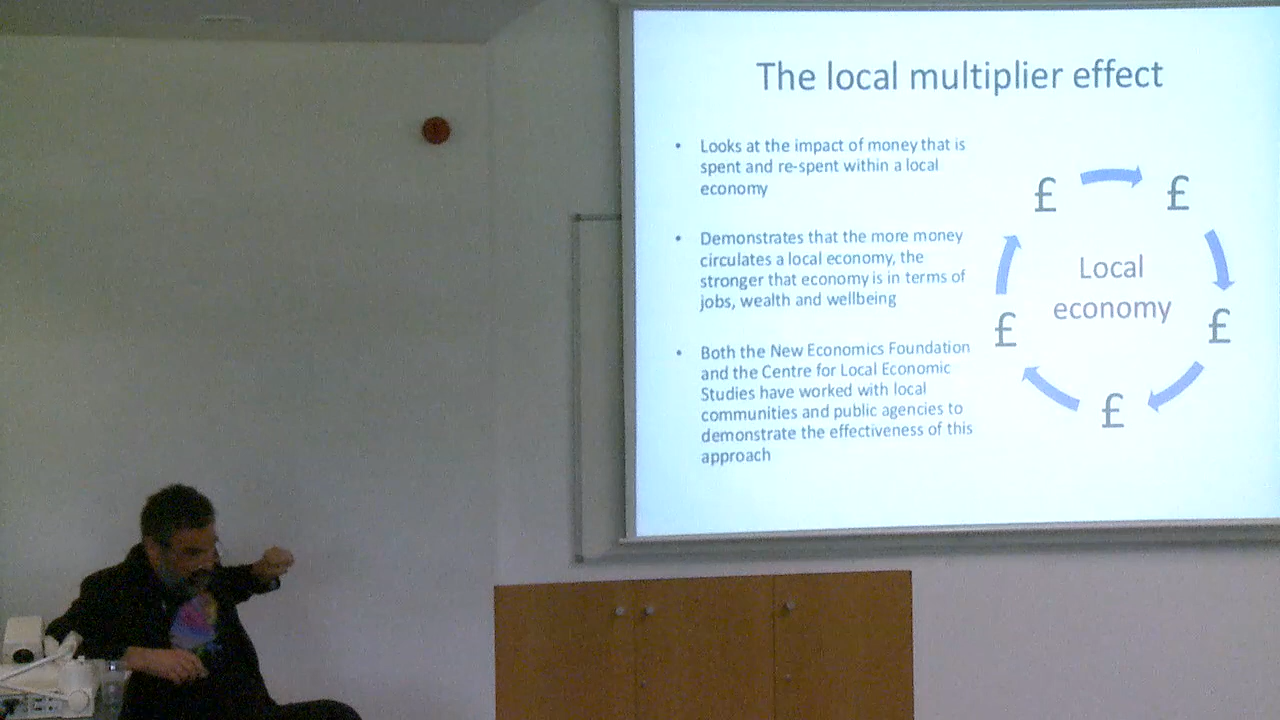 The local multiplier effect
• Looks at the impact of money that is
spent and re-spent within a local
economy
• Demonstrates that the more money
circulates a local economy, the
stronger that economy is in terms of
jobs, wealth and wellbeing
• Both the New Economics Foundation
and the Centre for Local Economic
Studies have worked with local
communities and public agencies to
demonstrate the effectiveness of this
approach
£ £
Local
economy
£ £
£